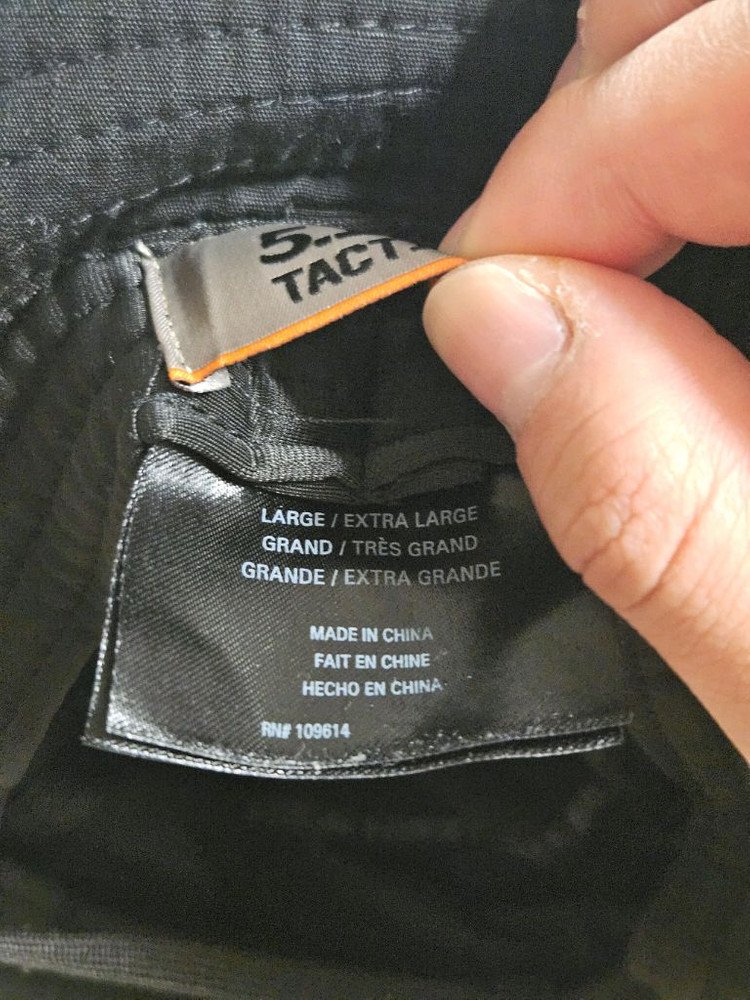 TACT
LARGE / EXTRA LARGE
GRAND / TRÈS GRAND
GRANDE / EXTRA GRANDE
MADE IN CHINA
FAIT EN CHINE
HECHO EN CHINA
RN# 109614